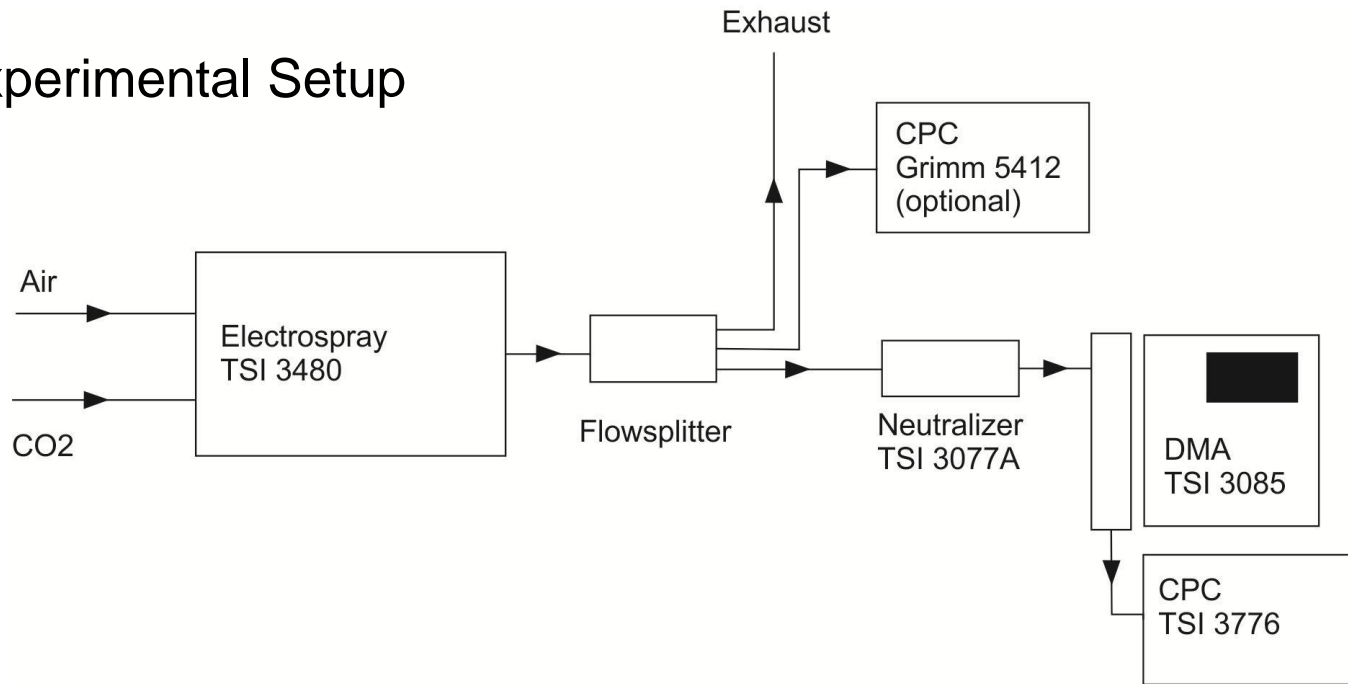 xperimental Setup
Exhaust
CPC
Grimm 5412
(optional)
Air
Electrospray
TSI 3480
CO2
Flowsplitter
Neutralizer
TSI 3077A
DMA
TSI 3085
CPC
TSI 3776